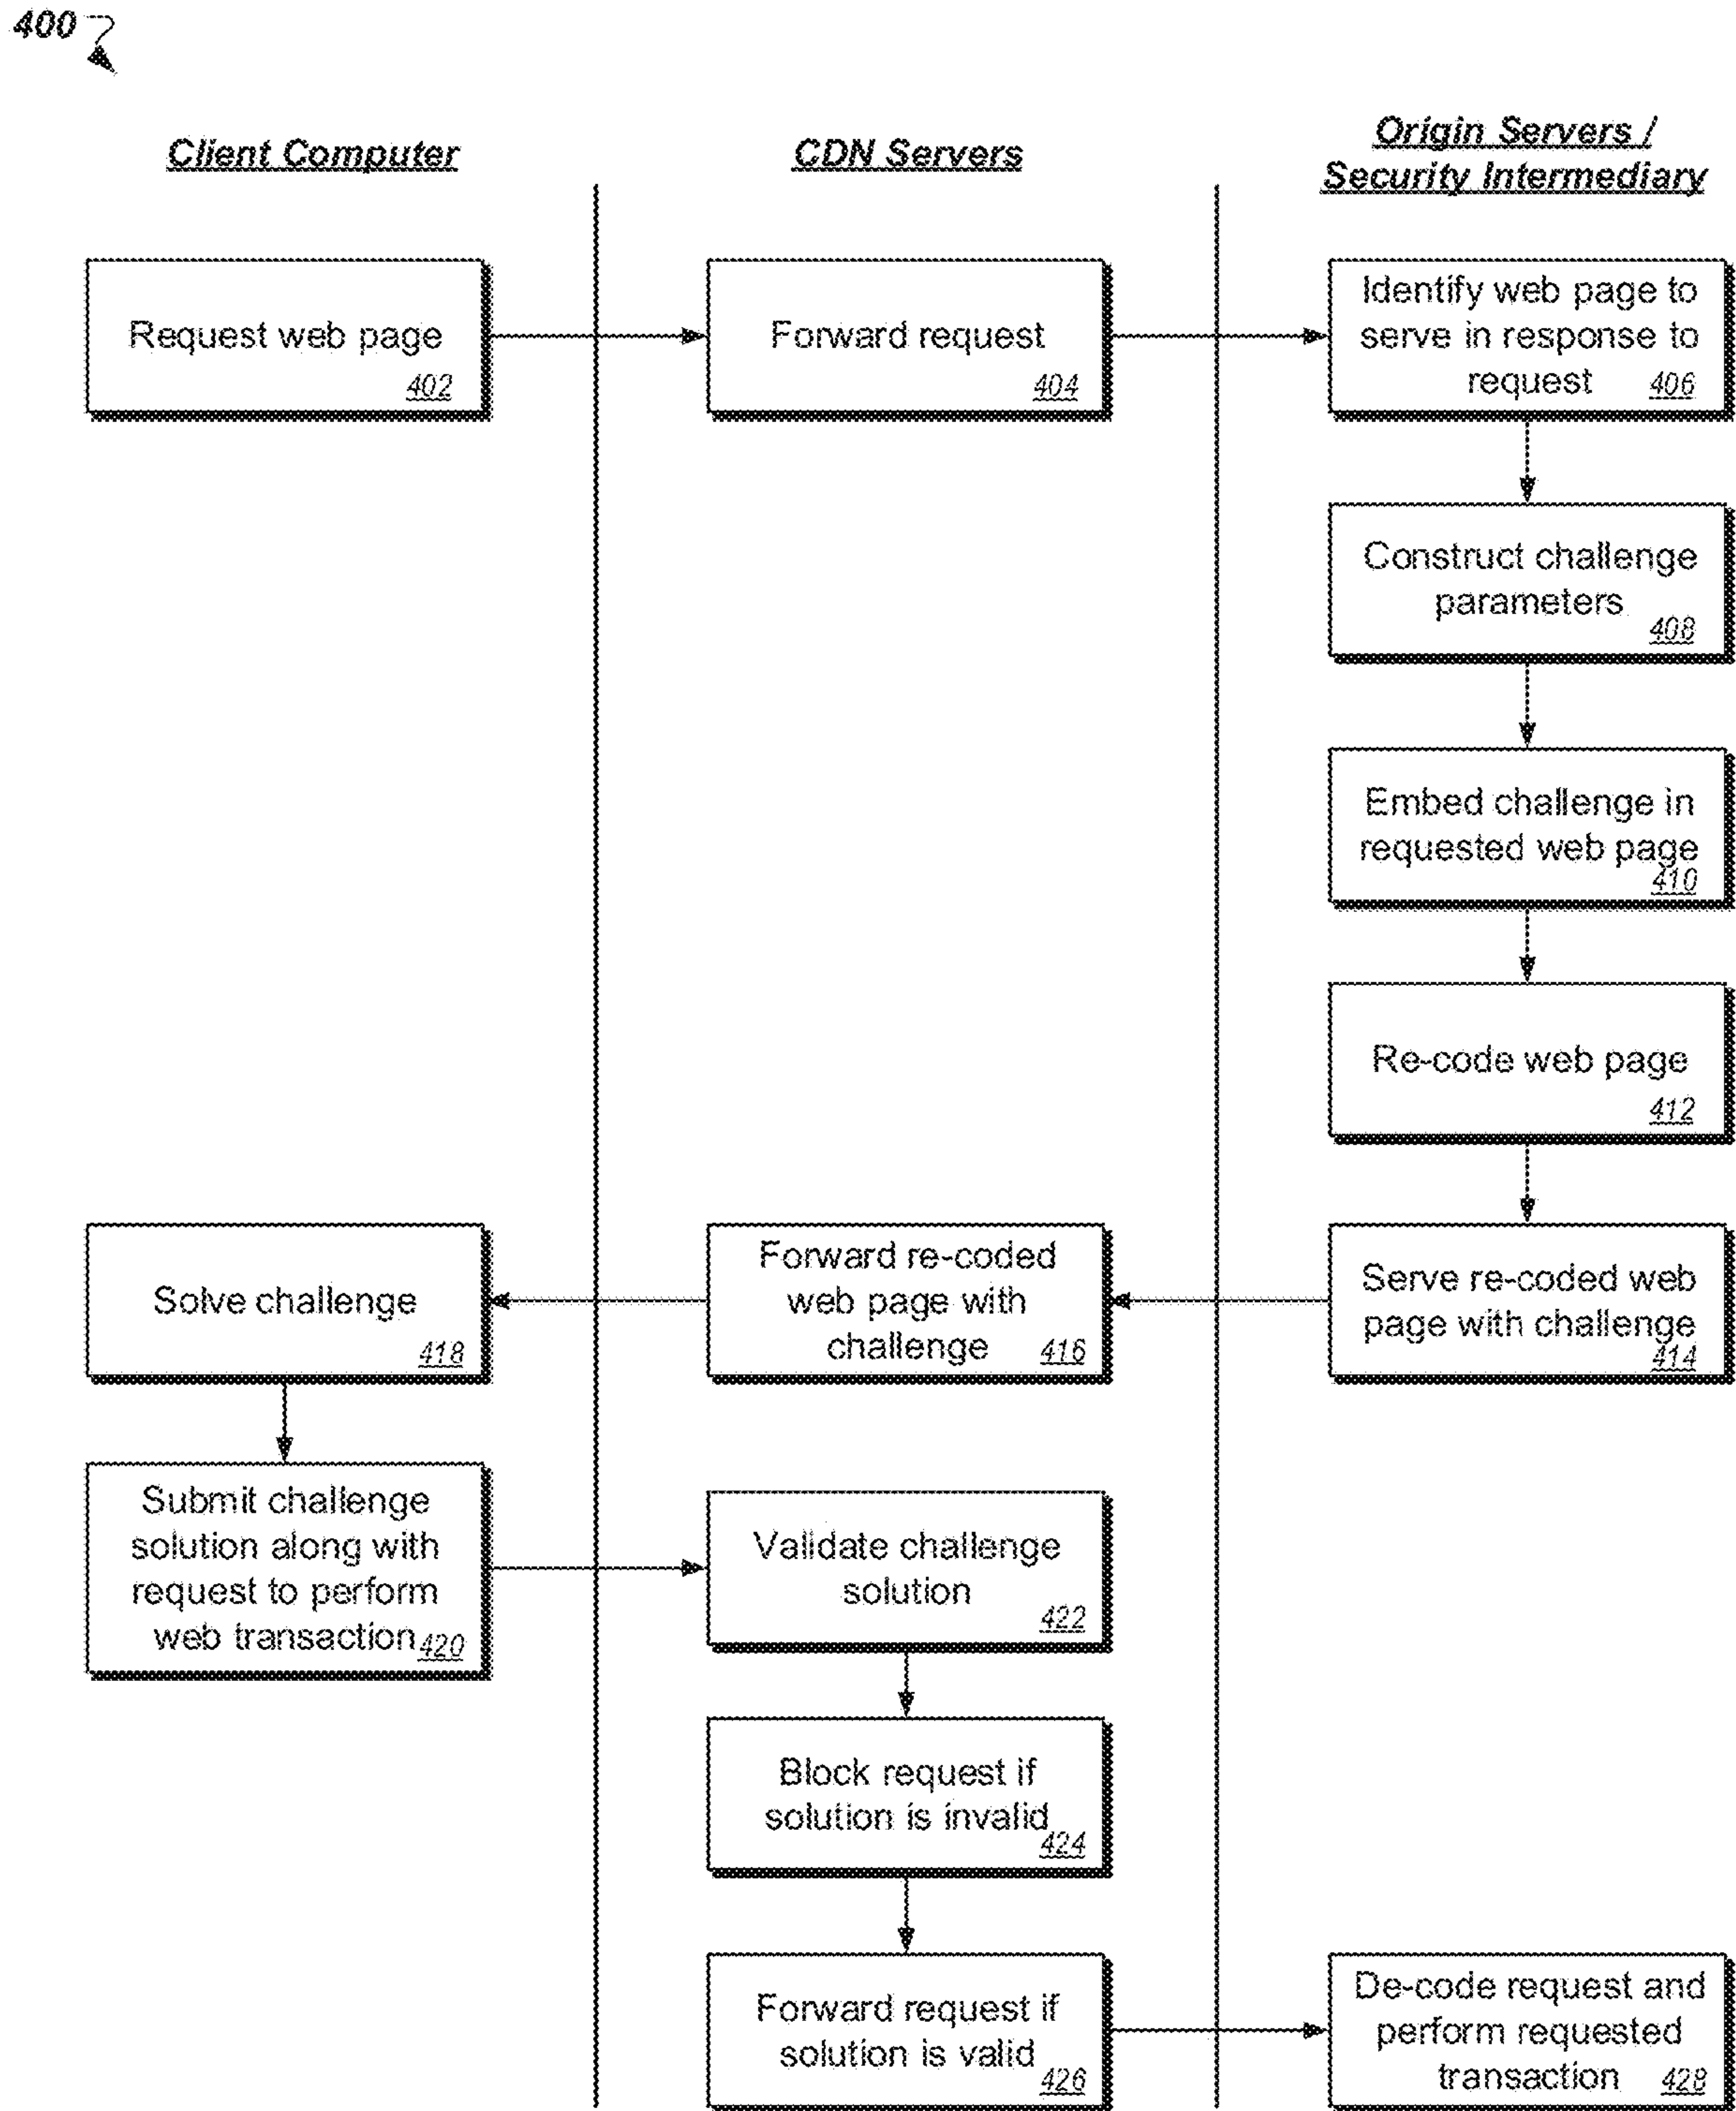 400
Client Computer
CDN Servers
Origin Servers /
Security Intermediary
Request web page
402
Forward request
404
Identify web page to
serve in response to
request 406
Construct challenge
parameters
408
Embed challenge in
requested web page
410
Re-code web page
412
Serve re-coded web
page with challenge
414
Forward re-coded
web page with
challenge 416
Solve challenge
418
Submit challenge
solution along with
request to perform
web transaction 420
Validate challenge
solution
422
Block request if
solution is invalid
424
Forward request if
solution is valid
426
De-code request and
perform requested
transaction 428